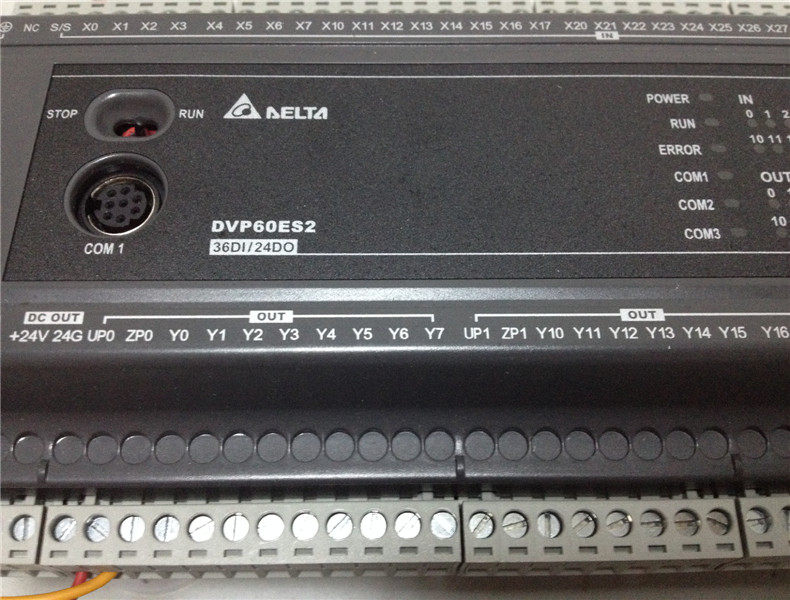 NC S/S X0 X1 X2 X3 X4 X5 X6 X7 X10 X11 X12 X13 X14 X15 X16 X17 X20 X21 X22 X23 X24 X25 X26 X27
IN
STOP RUN DELTA
COM 1
DVP60ES2
36DI/24DO
POWER IN
0 1 2
RUN
10 11
ERROR
COM1 OUT
0
COM2
10
COM3
DC OUT OUT OUT
+24V 24G UP0 ZP0 Y0 Y1 Y2 Y3 Y4 Y5 Y6 Y7 UP1 ZP1 Y10 Y11 Y12 Y13 Y14 Y15 Y16